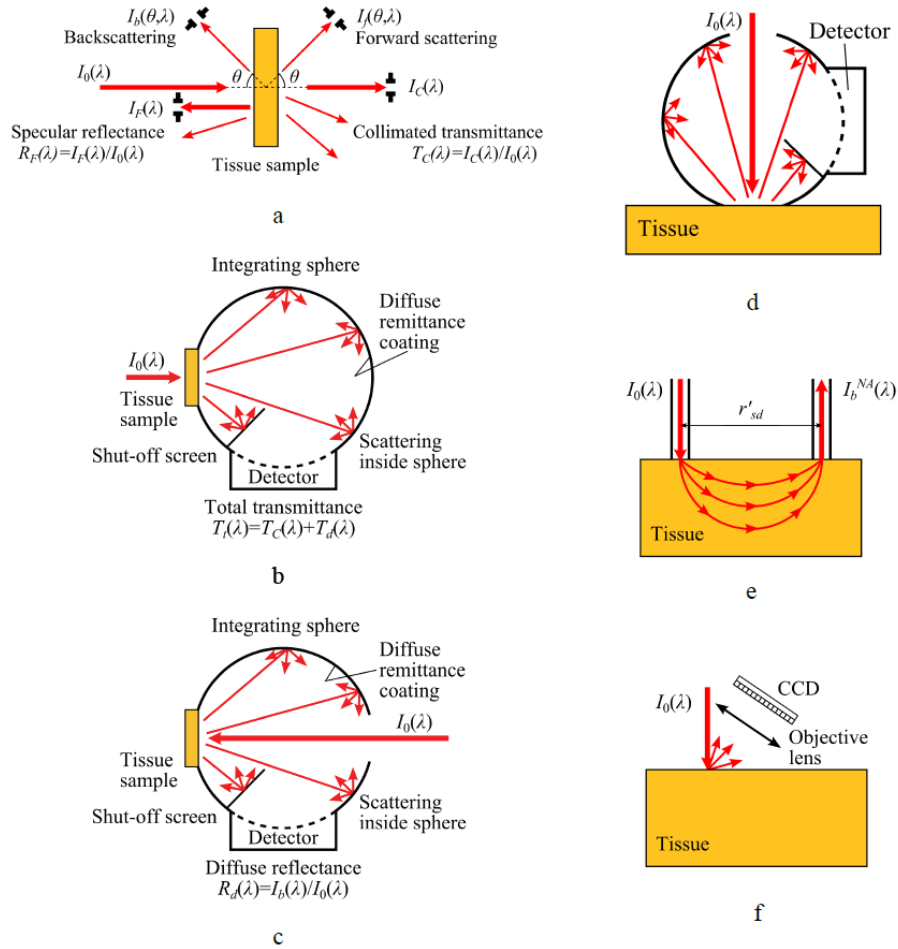 I_b(θ,λ)
Backscattering
I_f(θ,λ)
Forward scattering
I_0(λ)
θ
θ
I_C(λ)
I_F(λ)
Specular reflectance
R_F(λ)=I_F(λ)/I_0(λ)
Collimated transmittance
T_C(λ)=I_C(λ)/I_0(λ)
Tissue sample
a
Integrating sphere
Diffuse
remittance
coating
I_0(λ)
Tissue
sample
Shut-off screen
Scattering
inside sphere
Detector
Total transmittance
T_t(λ)=T_C(λ)+T_d(λ)
b
Integrating sphere
Diffuse
remittance
coating
I_0(λ)
Tissue
sample
Shut-off screen
Scattering
inside sphere
Detector
Diffuse reflectance
R_d(λ)=I_b(λ)/I_0(λ)
c
I_0(λ)
Detector
Tissue
d
I_0(λ)
r'_sd
I_b^NA(λ)
Tissue
e
I_0(λ)
CCD
Objective
lens
Tissue
f